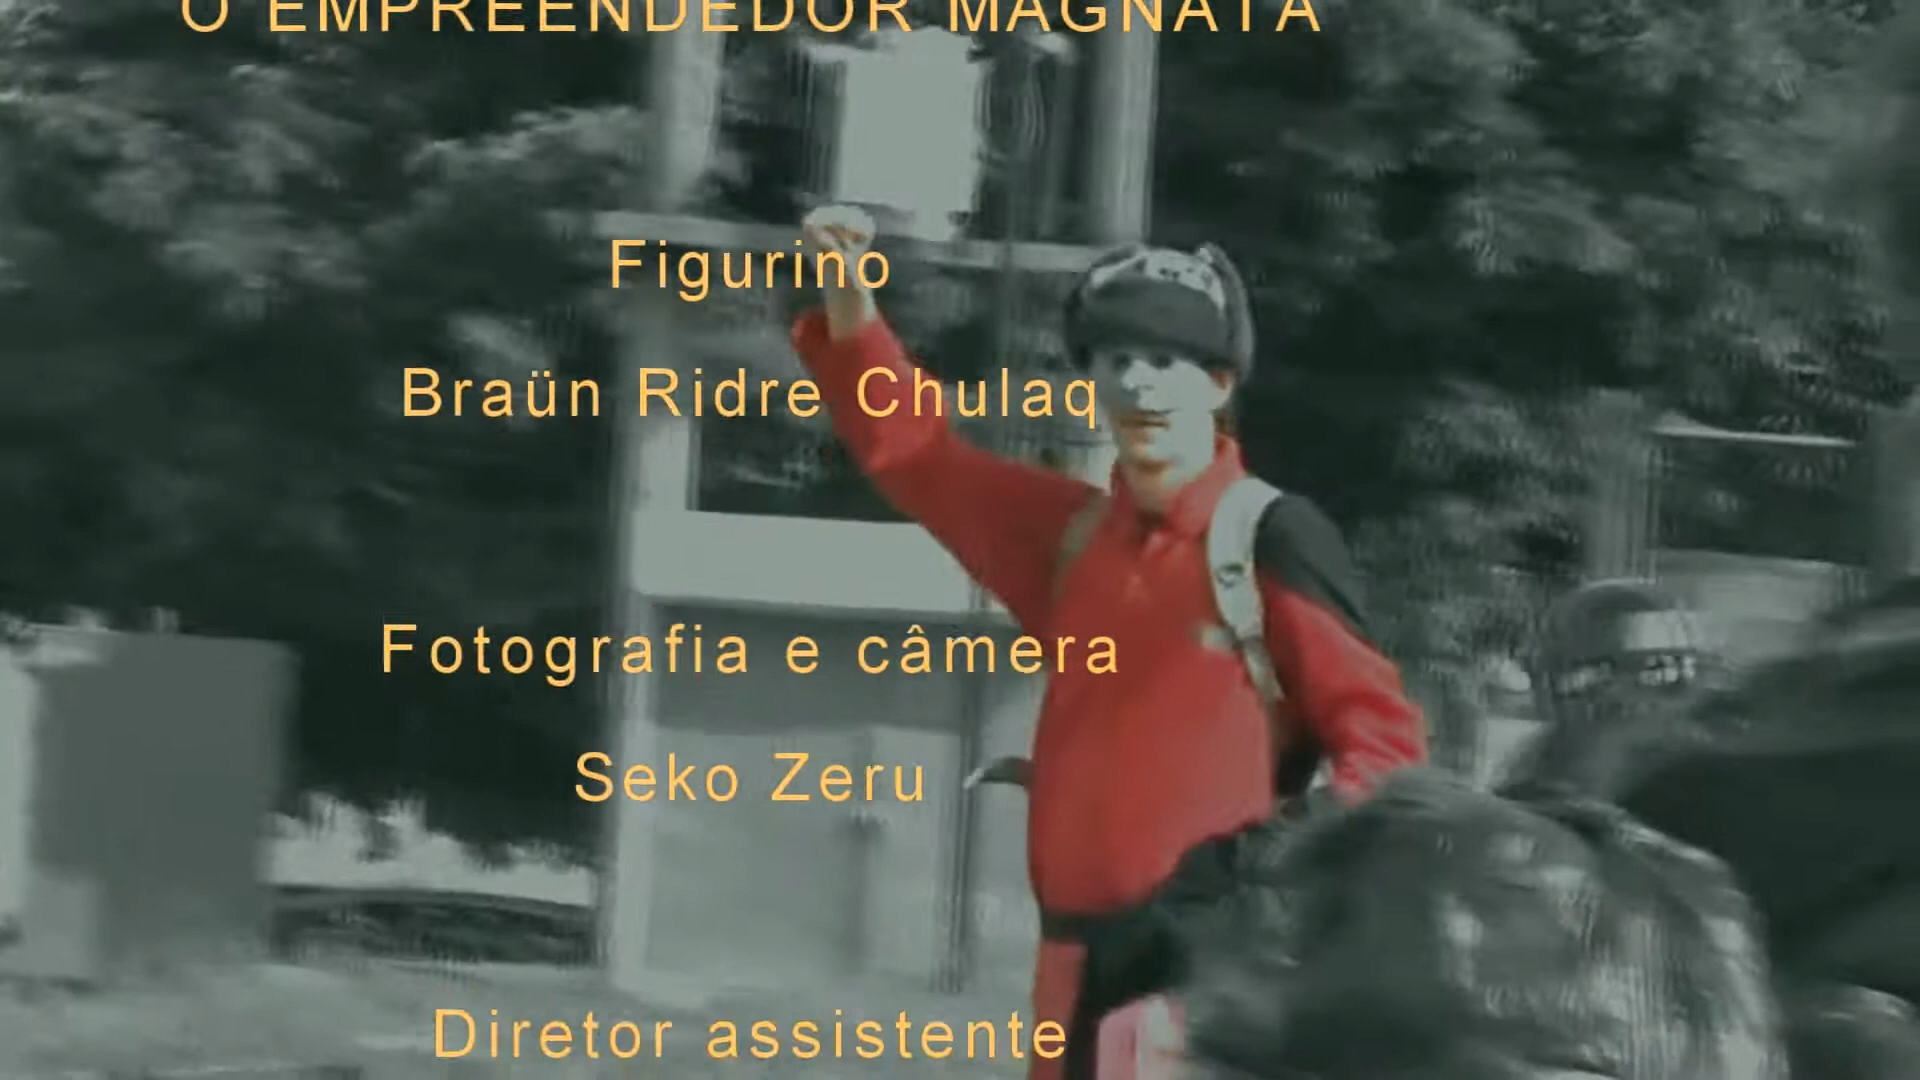 O EMPREENDEDOR MAGNATA
Figurino
Braün Ridre Chulaq
Fotografia e câmera
Seko Zeru
Diretor assistente